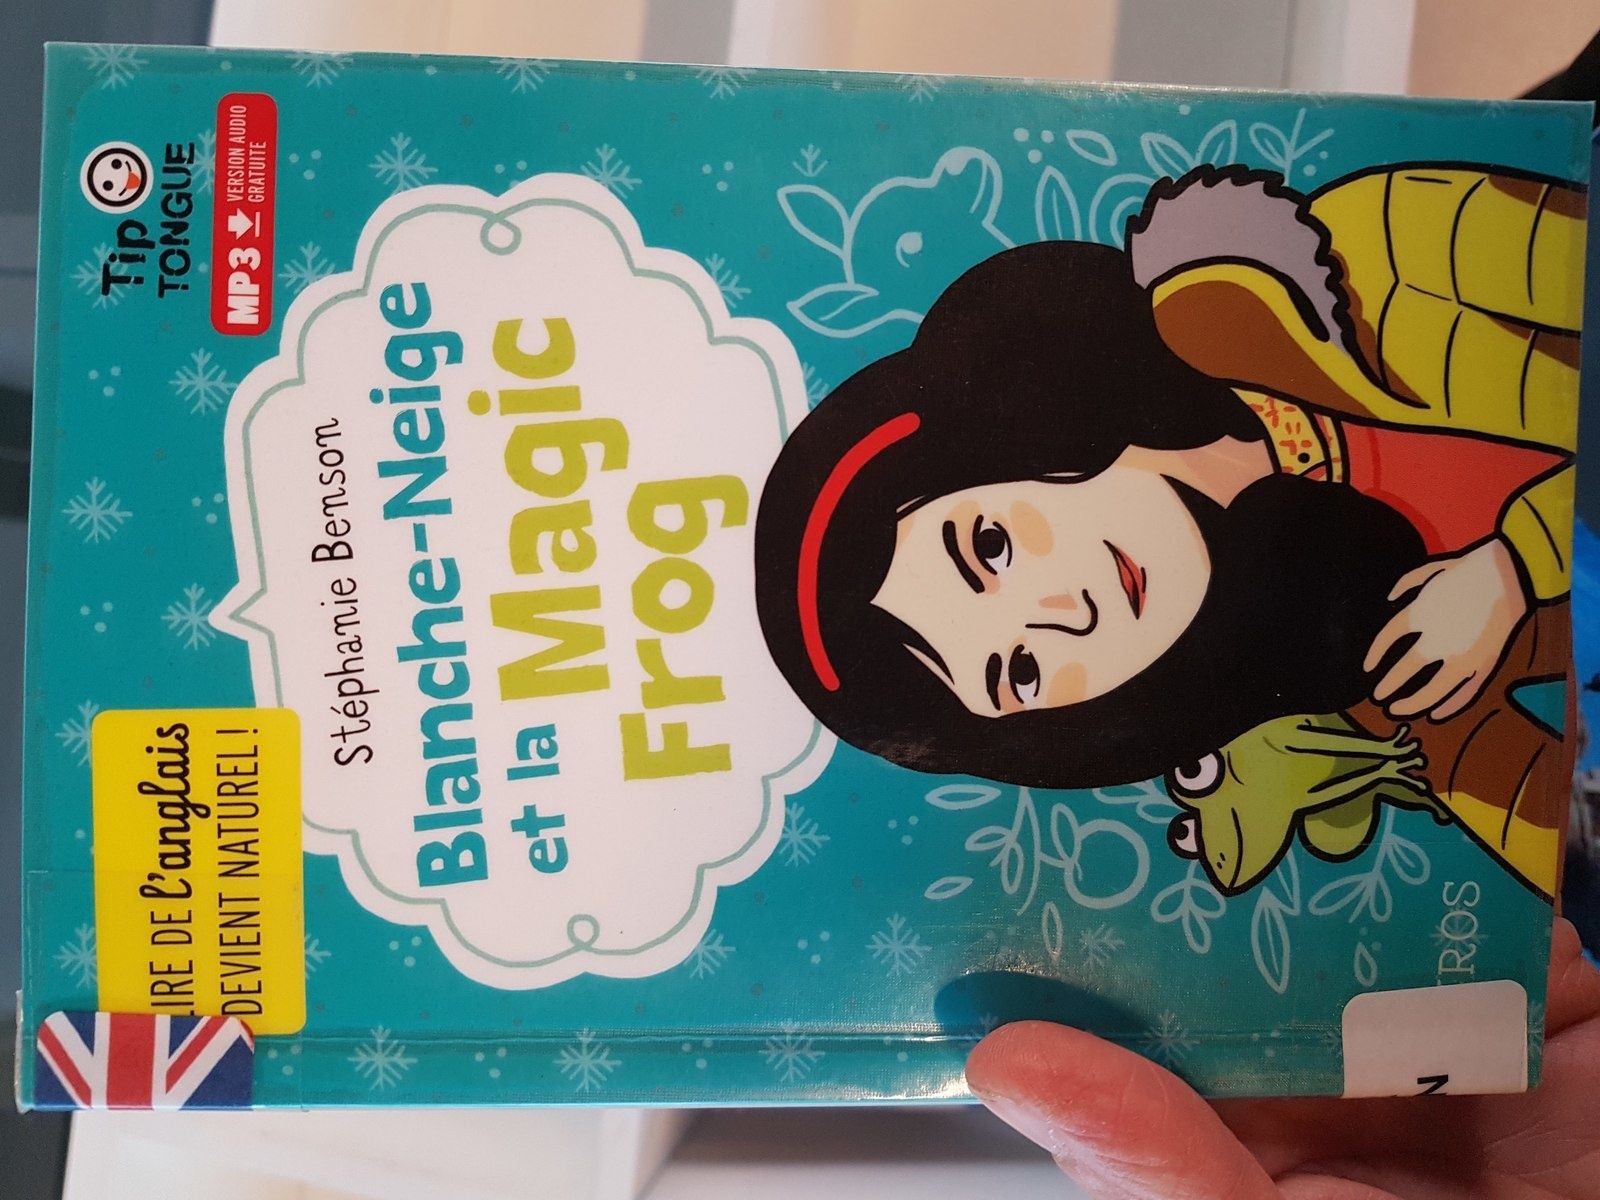 Tip
TONGUE
MP3 VERSION AUDIO
GRATUITE
LIRE DE l'anglais
DEVIENT NATUREL!
Stéphanie Benson
Blanche-Neige
et la Magic
Frog
ROS
N